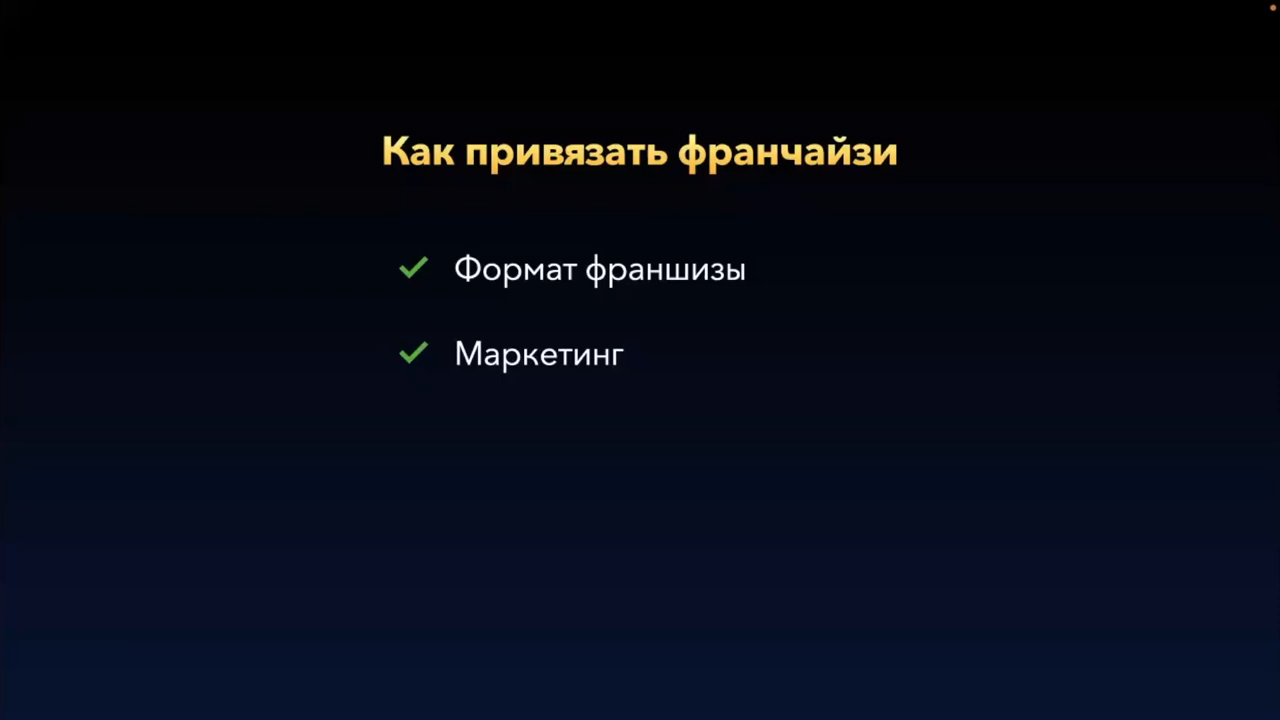 Как привязать франчайзи
Формат франшизы
Маркетинг